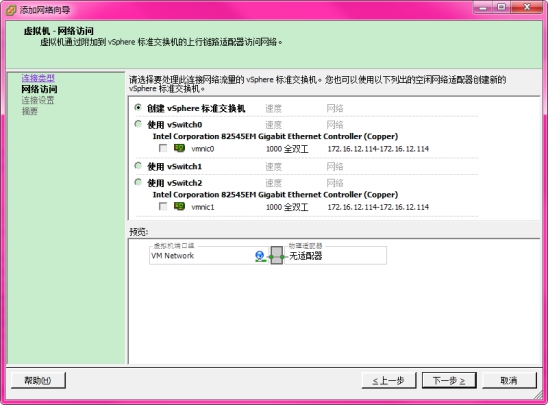 添加网络向导
虚拟机 - 网络访问
虚拟机通过附加到 vSphere 标准交换机的上行链路适配器访问网络。
连接类型
网络访问
连接设置
摘要
请选择要处理此连接网络流量的 vSphere 标准交换机。您也可以使用以下列出的空闲网络适配器创建新的
vSphere 标准交换机。
创建 vSphere 标准交换机 速度 网络
使用 vSwitch0 速度 网络
Intel Corporation 82545EM Gigabit Ethernet Controller (Copper)
vmnic0 1000 全双工 172.16.12.114-172.16.12.114
使用 vSwitch1 速度 网络
使用 vSwitch2 速度 网络
Intel Corporation 82545EM Gigabit Ethernet Controller (Copper)
vmnic1 1000 全双工 172.16.12.114-172.16.12.114
预览:
虚拟机端口组 物理适配器
VM Network 无适配器
帮助(H) ≤上一步 下一步 ≥ 取消